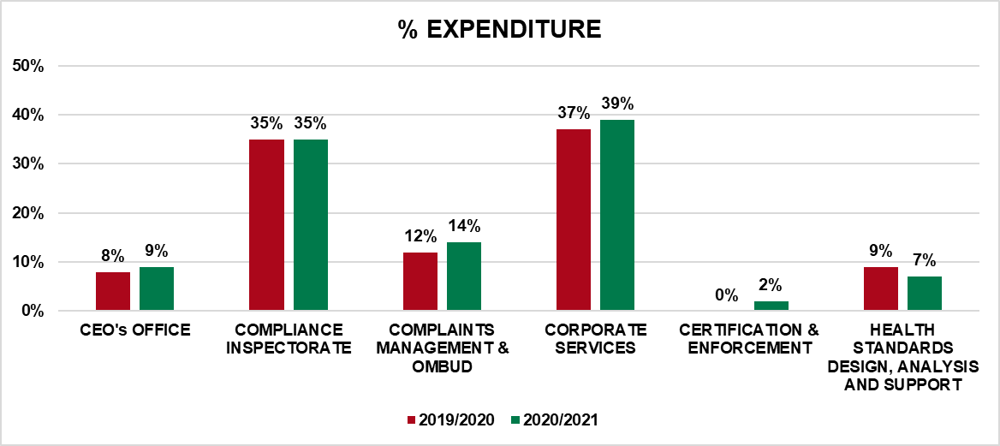 % EXPENDITURE
50%
40%
30%
20%
10%
0%
8%
9%
35%
35%
12%
14%
37%
39%
0%
2%
9%
7%
CEO's OFFICE
COMPLIANCE
INSPECTORATE
COMPLAINTS
MANAGEMENT &
OMBUD
CORPORATE
SERVICES
CERTIFICATION &
ENFORCEMENT
HEALTH
STANDARDS
DESIGN, ANALYSIS
AND SUPPORT
2019/2020
2020/2021